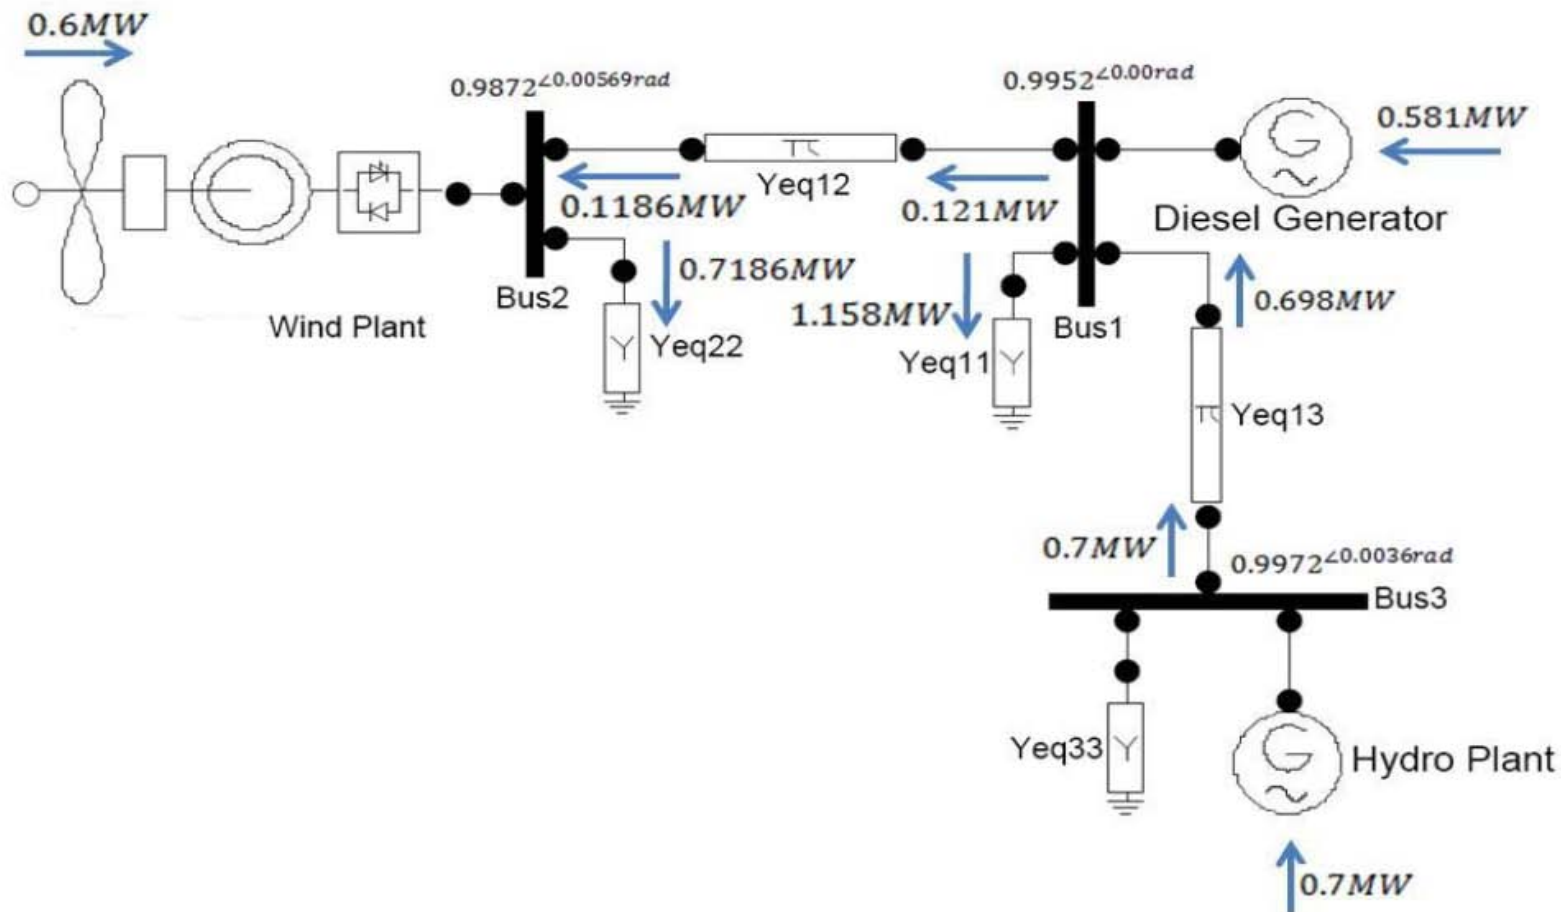 0.6MW
0.9872∠0.00569rad
0.9952∠0.00rad
0.581MW
π
Yeq12
0.1186MW
0.121MW
Diesel Generator
G
Bus2
0.7186MW
1.158MW
Bus1
0.698MW
Wind Plant
Y
Yeq22
Yeq11
Y
π
Yeq13
0.7MW
0.9972∠0.0036rad
Bus3
Yeq33
Y
G
Hydro Plant
0.7MW